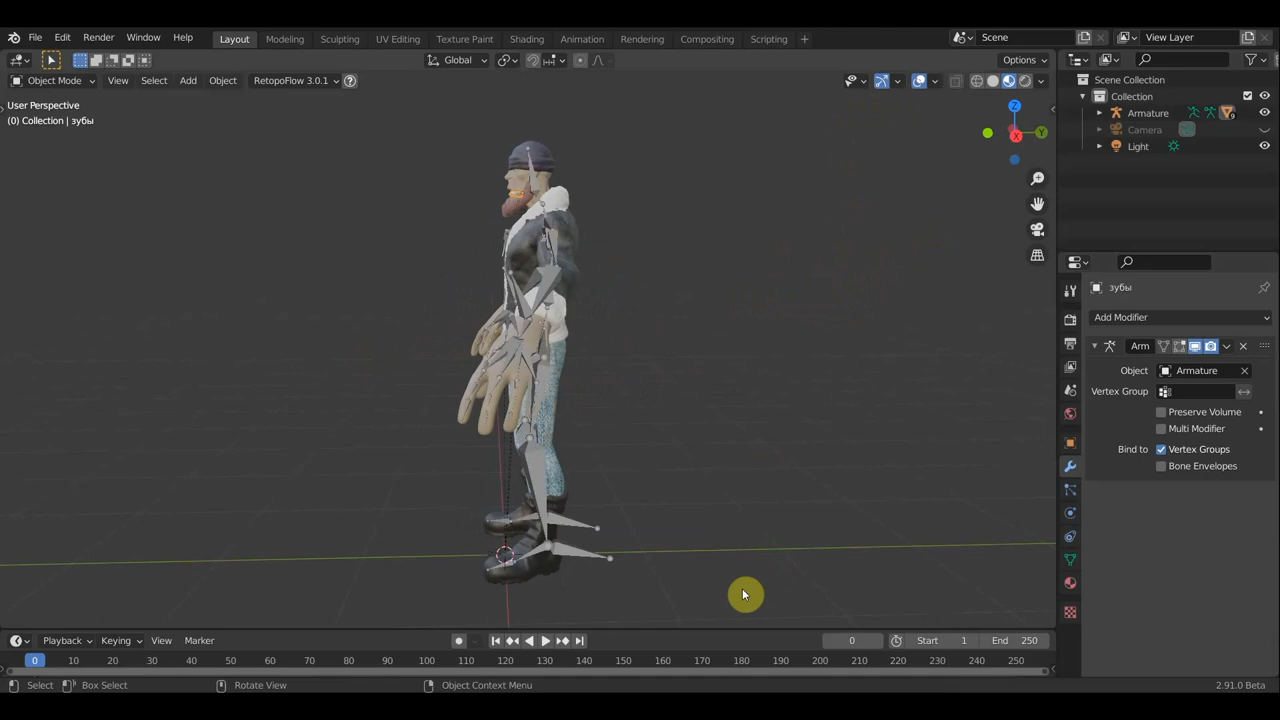 File Edit Render Window Help Layout Modeling Sculpting UV Editing Texture Paint Shading Animation Rendering Compositing Scripting + Scene View Layer
Global Options
Object Mode View Select Add Object RetopoFlow 3.0.1 ?
User Perspective
(0) Collection | зубы
Z
Y
X
Scene Collection
Collection
Armature
9
Camera
Light
зубы
Add Modifier
Arm
Object Armature
Vertex Group
Preserve Volume
Multi Modifier
Bind to Vertex Groups
Bone Envelopes
Playback Keying View Marker 0 Start 1 End 250
0 10 20 30 40 50 60 70 80 90 100 110 120 130 140 150 160 170 180 190 200 210 220 230 240 250
Select Box Select Rotate View Object Context Menu 2.91.0 Beta